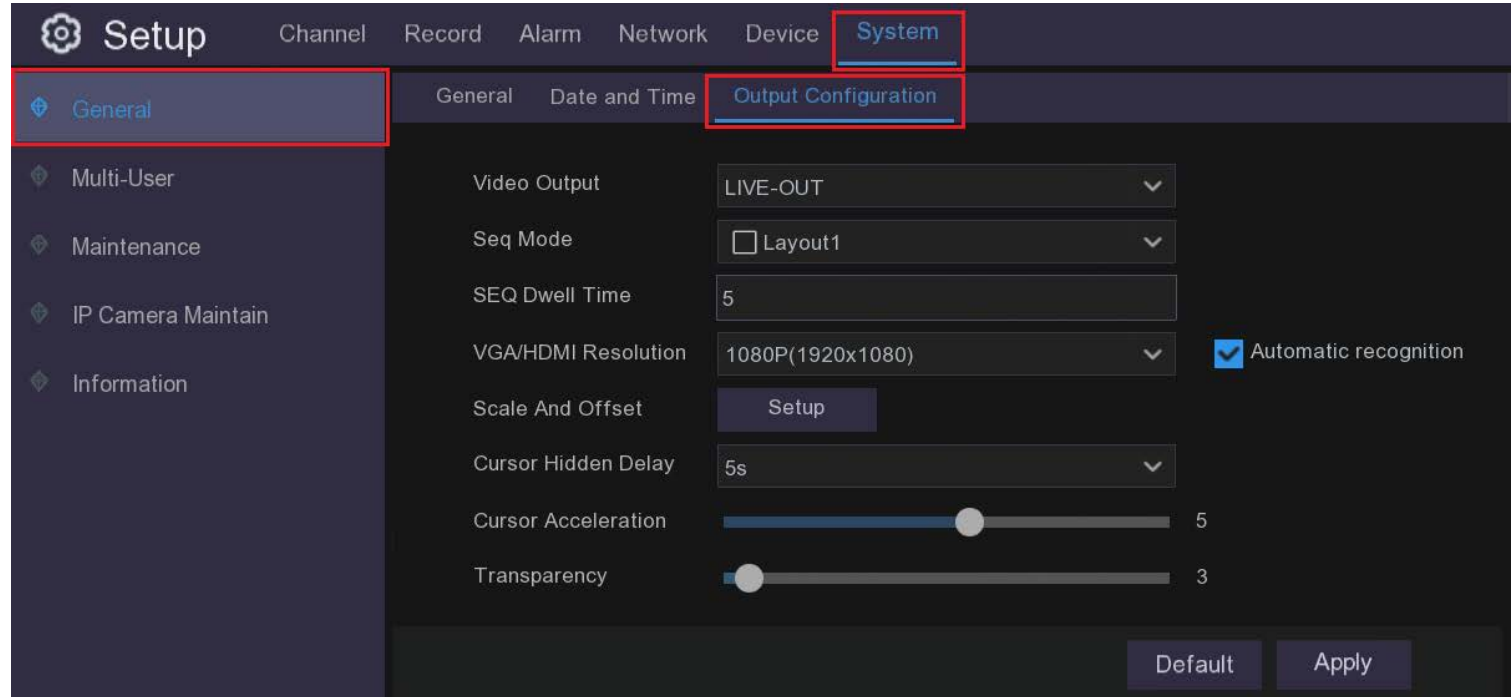 Setup Channel Record Alarm Network Device System
General
Multi-User
Maintenance
IP Camera Maintain
Information
General Date and Time Output Configuration
Video Output LIVE-OUT
Seq Mode Layout1
SEQ Dwell Time 5
VGA/HDMI Resolution 1080P(1920x1080) Automatic recognition
Scale And Offset Setup
Cursor Hidden Delay 5s
Cursor Acceleration 5
Transparency 3
Default Apply